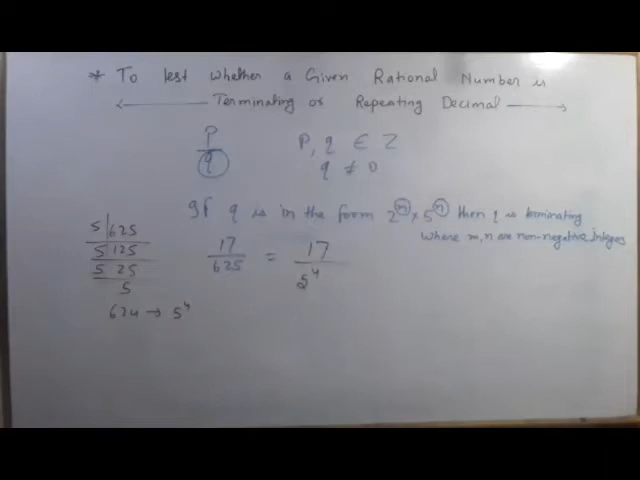 * To test whether a Given Rational Number is
Terminating or Repeating Decimal
P
q
P, q ∈ Z
q ≠ 0
If q is in the form 2^m × 5^n then q is terminating
where m,n are non-negative integers
5 | 625
5 | 125
5 25
5
624 → 5^4
17/625 = 17/5^4